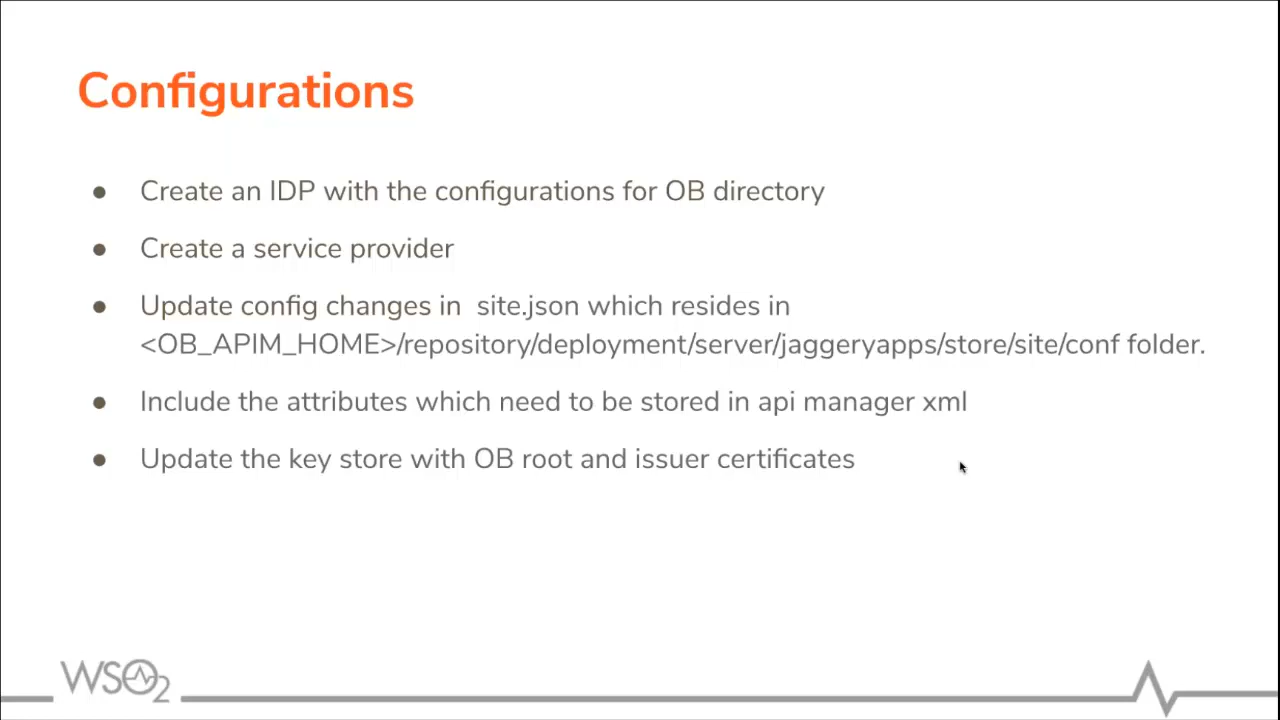 Configurations
● Create an IDP with the configurations for OB directory
● Create a service provider
● Update config changes in  site.json which resides in
<OB_APIM_HOME>/repository/deployment/server/jaggeryapps/store/site/conf folder.
● Include the attributes which need to be stored in api manager xml
● Update the key store with OB root and issuer certificates
WSO2